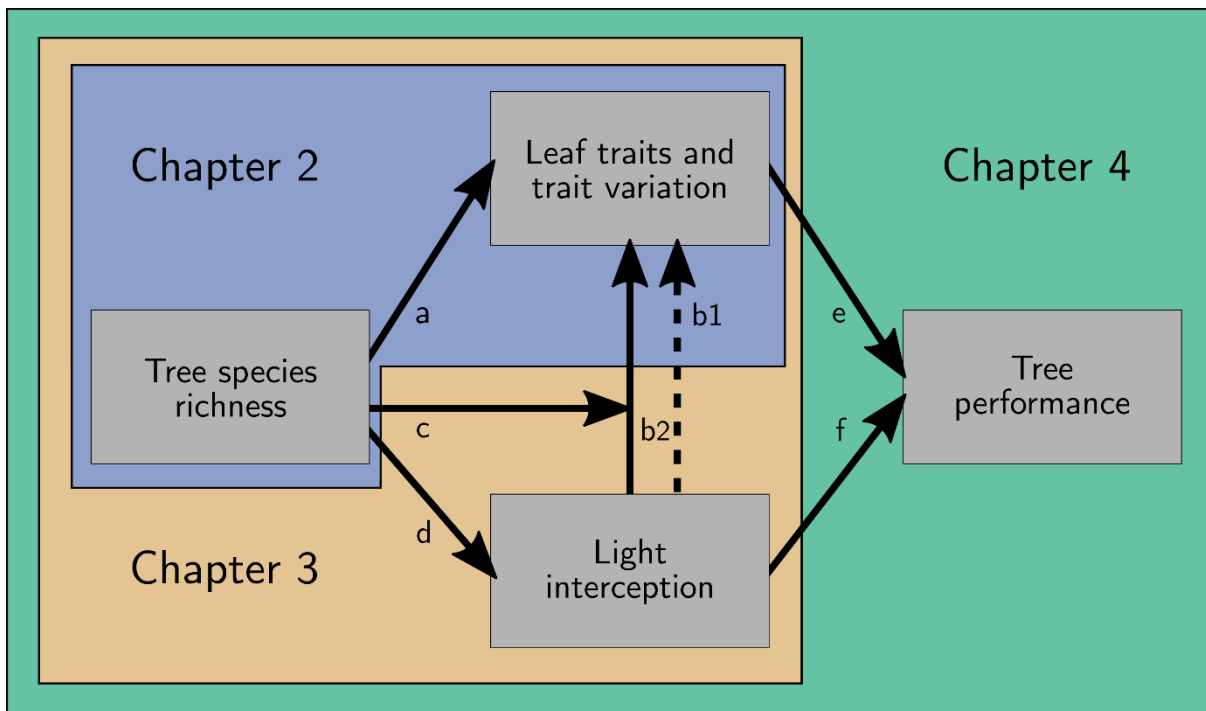 Chapter 2
Leaf traits and
trait variation
Chapter 4
a
b1
e
Tree species
richness
Tree
performance
c
b2
f
d
Chapter 3
Light
interception